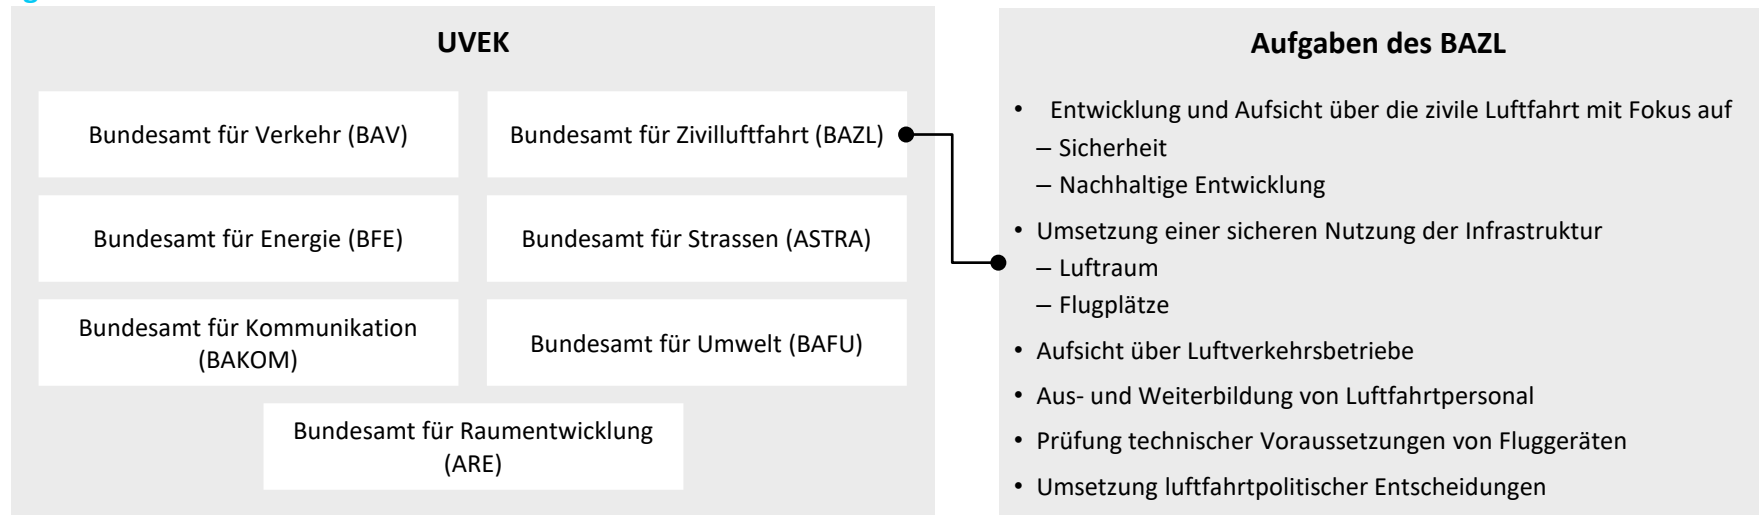 UVEK
Bundesamt für Verkehr (BAV)
Bundesamt für Zivilluftfahrt (BAZL)
Bundesamt für Energie (BFE)
Bundesamt für Strassen (ASTRA)
Bundesamt für Kommunikation
(BAKOM)
Bundesamt für Umwelt (BAFU)
Bundesamt für Raumentwicklung
(ARE)
Aufgaben des BAZL
• Entwicklung und Aufsicht über die zivile Luftfahrt mit Fokus auf
– Sicherheit
– Nachhaltige Entwicklung
• Umsetzung einer sicheren Nutzung der Infrastruktur
– Luftraum
– Flugplätze
• Aufsicht über Luftverkehrsbetriebe
• Aus- und Weiterbildung von Luftfahrtpersonal
• Prüfung technischer Voraussetzungen von Fluggeräten
• Umsetzung luftfahrtpolitischer Entscheidungen